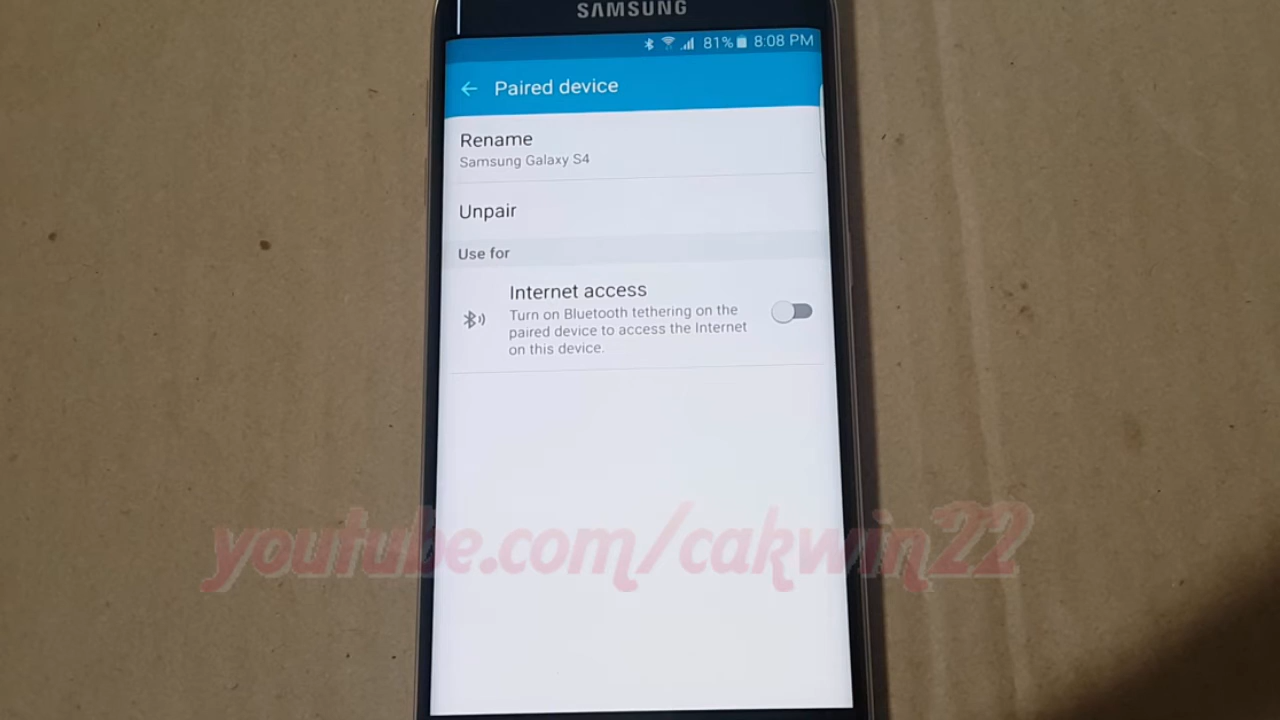 SAMSUNG
81% 8:08 PM
Paired device
Rename
Samsung Galaxy S4
Unpair
Use for
Internet access
Turn on Bluetooth tethering on the
paired device to access the Internet
on this device.
youtube.com/cakwin22